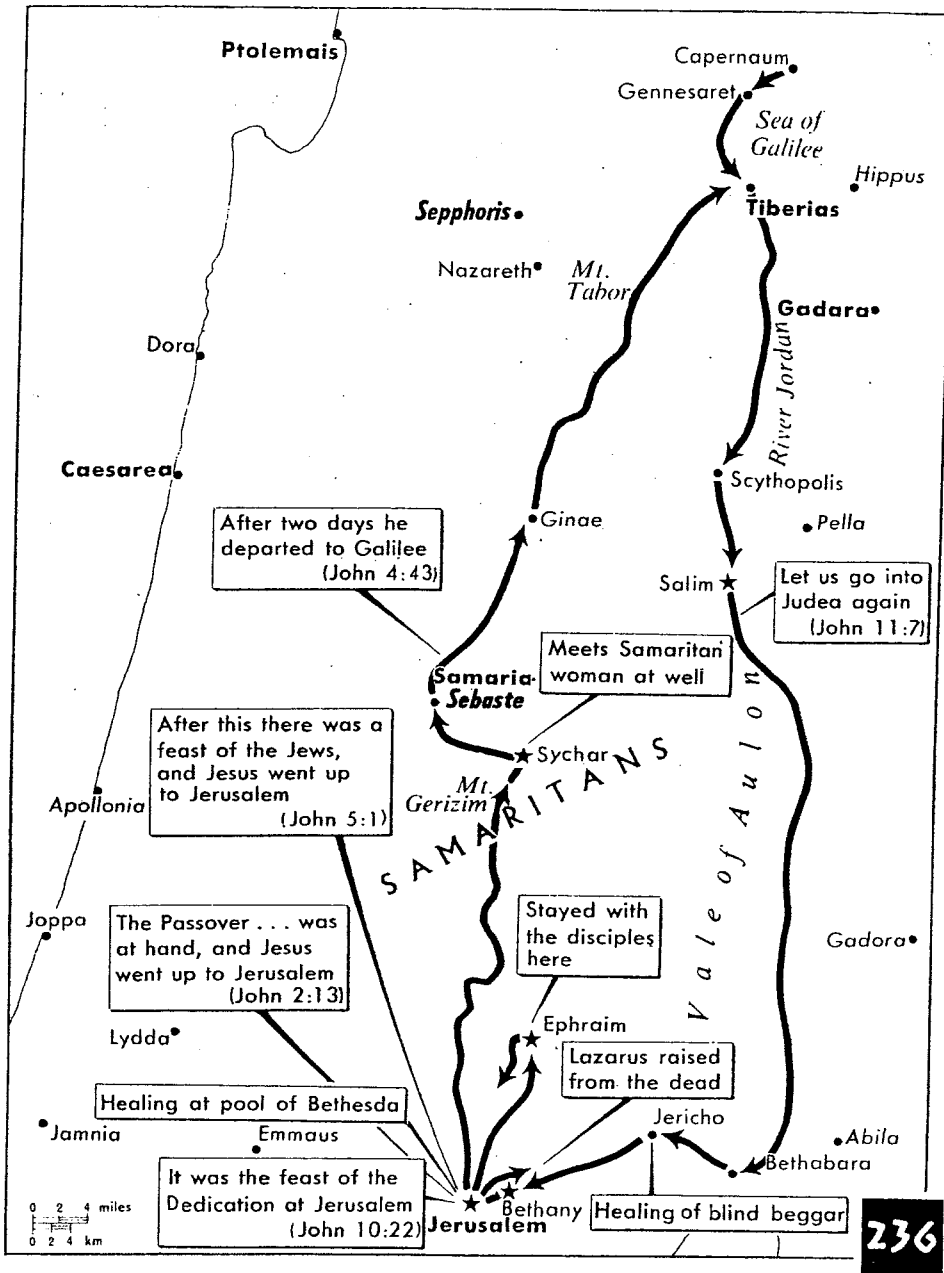 Ptolemais
Capernaum
Gennesaret
Sea of
Galilee
Hippus
Tiberias
Sepphoris
Nazareth
Mt.
Tabor
Gadara
River Jordan
Dora
Caesarea
Scythopolis
After two days he
departed to Galilee
(John 4:43)
Ginae
Pella
Salim
Let us go into
Judea again
(John 11:7)
Meets Samaritan
woman at well
Samaria
Sebaste
After this there was a
feast of the Jews,
and Jesus went up
to Jerusalem
(John 5:1)
Sychar
Mt.
Gerizim
SAMARITANS
Vale of Aulon
Apollonia
Joppa
The Passover ... was
at hand, and Jesus
went up to Jerusalem
(John 2:13)
Stayed with
the disciples
here
Gadora
Lydda
Ephraim
Lazarus raised
from the dead
Healing at pool of Bethesda
Jamnia
Emmaus
Jericho
Abila
Bethabara
It was the feast of the
Dedication at Jerusalem
(John 10:22)
Jerusalem
Bethany
Healing of blind beggar
0 2 4 miles
0 2 4 km
236